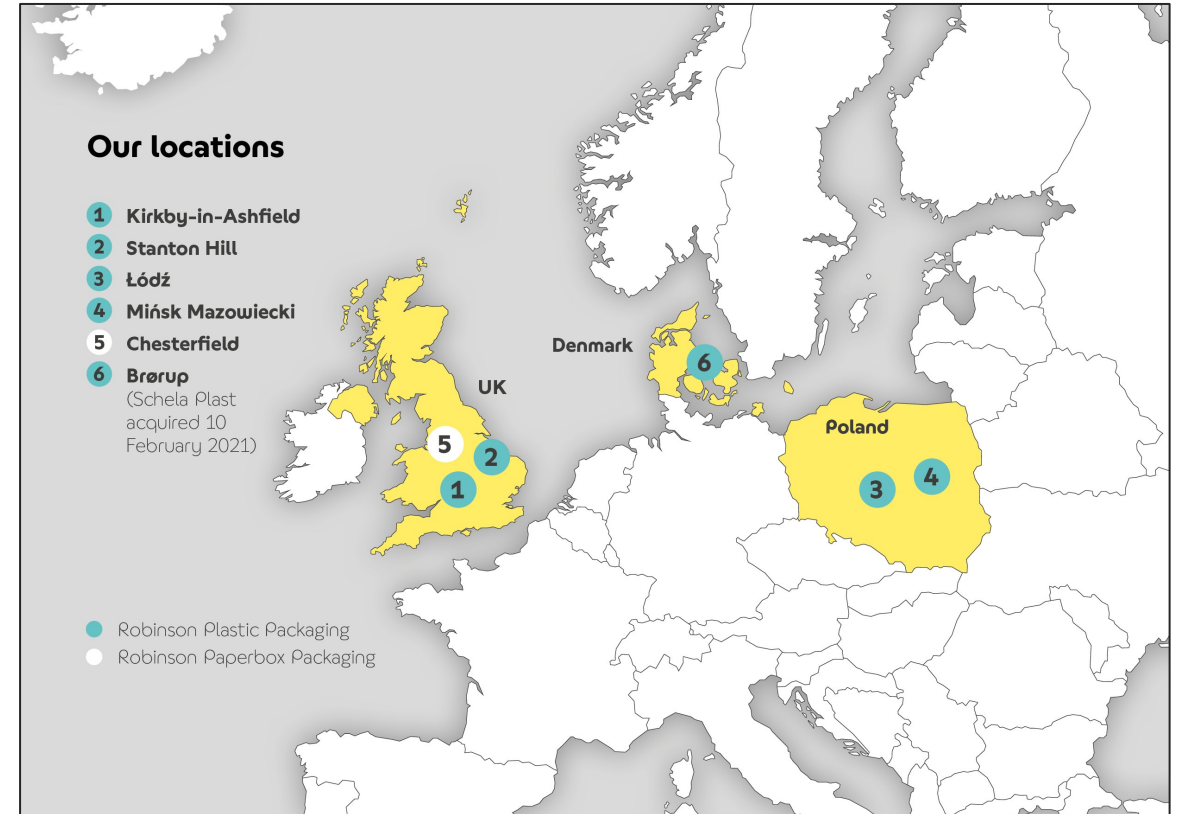 Our locations
1 Kirkby-in-Ashfield
2 Stanton Hill
3 Łódź
4 Mińsk Mazowiecki
5 Chesterfield
6 Brørup
(Schela Plast
acquired 10
February 2021)
Denmark
6
UK
Poland
5
2
1
3
4
Robinson Plastic Packaging
Robinson Paperbox Packaging